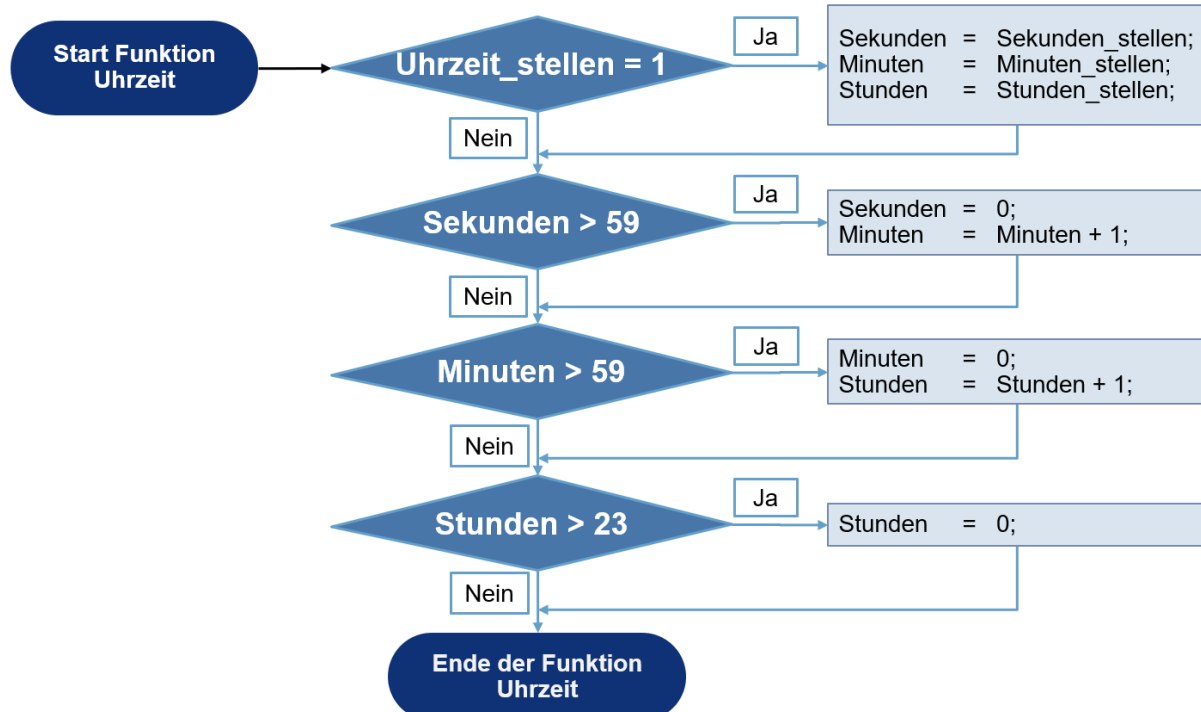 Start Funktion
Uhrzeit
Uhrzeit_stellen = 1
Ja
Sekunden = Sekunden_stellen;
Minuten = Minuten_stellen;
Stunden = Stunden_stellen;
Nein
Sekunden > 59
Ja
Sekunden = 0;
Minuten = Minuten + 1;
Nein
Minuten > 59
Ja
Minuten = 0;
Stunden = Stunden + 1;
Nein
Stunden > 23
Ja
Stunden = 0;
Nein
Ende der Funktion
Uhrzeit